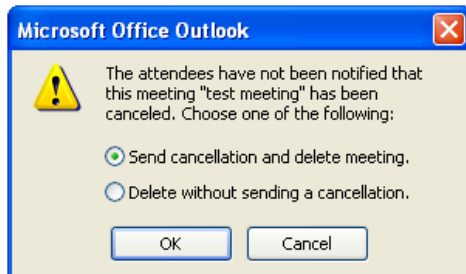 Microsoft Office Outlook
The attendees have not been notified that
this meeting "test meeting" has been
canceled. Choose one of the following:
Send cancellation and delete meeting.
Delete without sending a cancellation.
OK Cancel